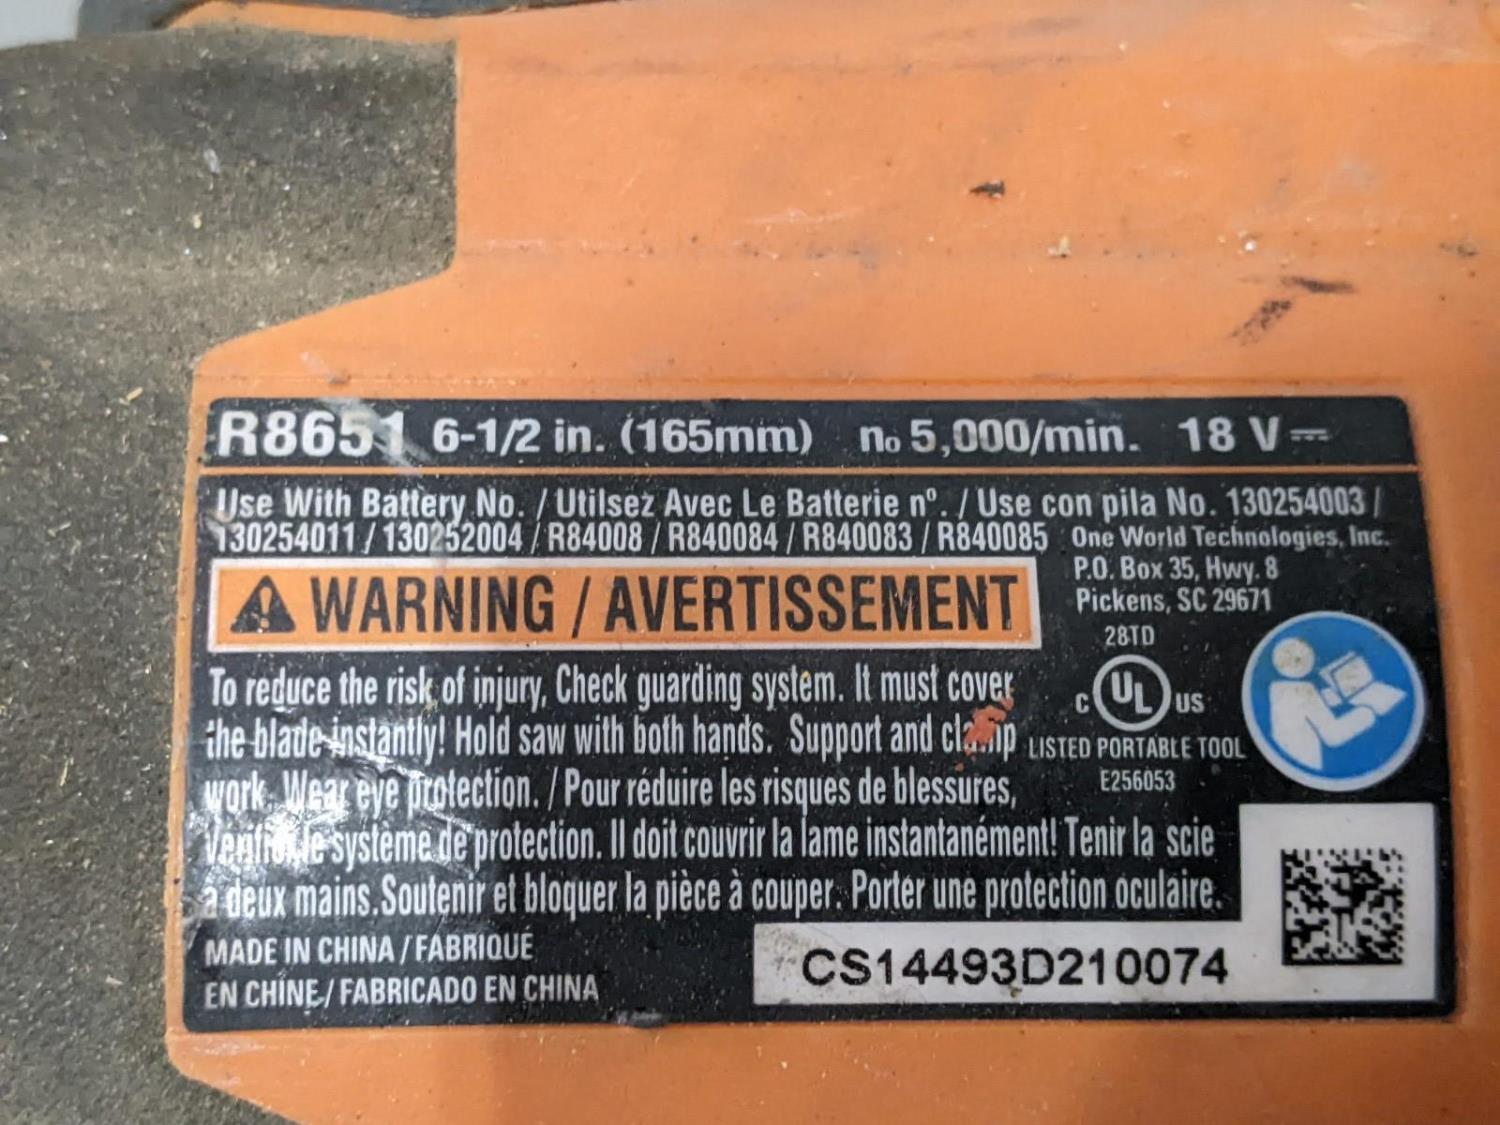 R8651 6-1/2 in. (165mm) no 5,000/min. 18 V
Use With Battery No. / Utilsez Avec Le Batterie nº. / Use con pila No. 130254003 /
130254011 / 130252004 / R84008 / R840084 / R840083 / R840085
One World Technologies, Inc.
P.O. Box 35, Hwy. 8
Pickens, SC 29671
WARNING / AVERTISSEMENT
28TD
C UL US
LISTED PORTABLE TOOL
E256053
To reduce the risk of injury, Check guarding system. It must cover
the blade instantly! Hold saw with both hands. Support and clamp
work. Wear eye protection. / Pour réduire les risques de blessures,
Vérifier le système de protection. Il doit couvrir la lame instantanément! Tenir la scie
à deux mains. Soutenir et bloquer la pièce à couper. Porter une protection oculaire.
MADE IN CHINA / FABRIQUÉ
EN CHINE / FABRICADO EN CHINA
CS14493D210074